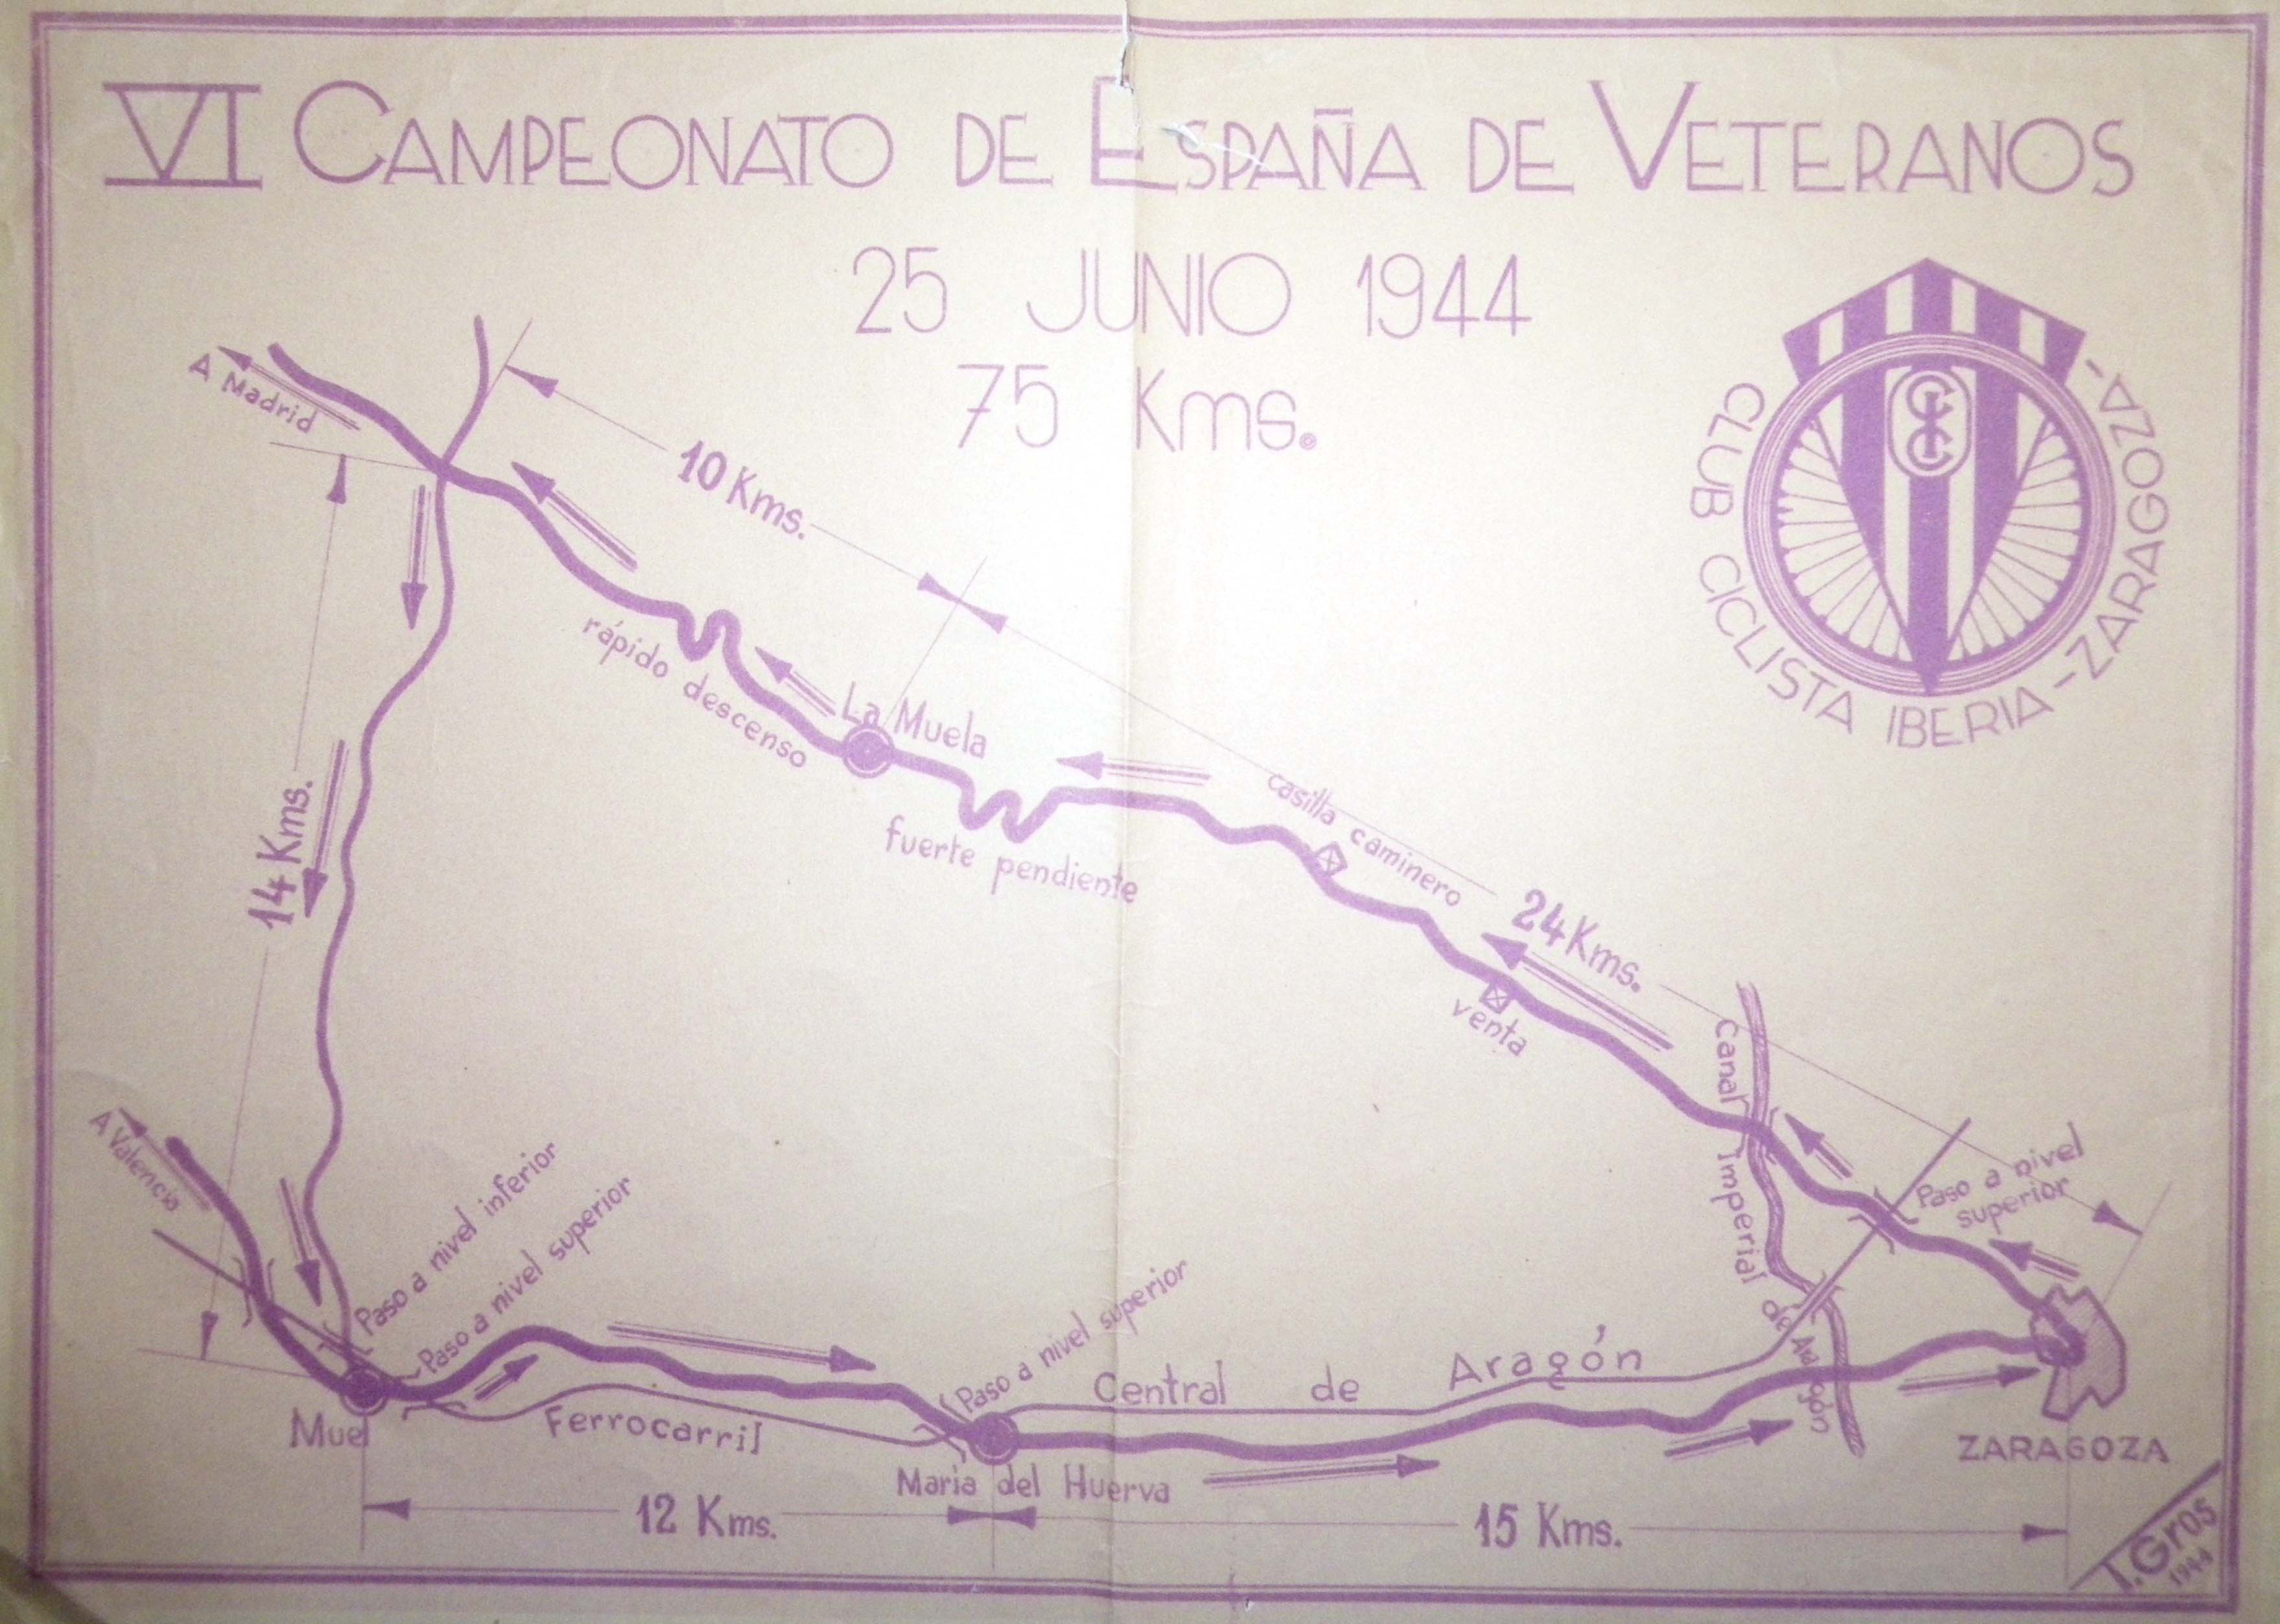 VI CAMPEONATO DE ESPAÑA DE VETERANOS
25 JUNIO 1944
75 Kms.
CLUB CICLISTA IBERIA-ZARAGOZA-
CIC
A Madrid
10 Kms.
rápido descenso
La Muela
fuerte pendiente
casilla caminero
24 Kms.
venta
14 Kms.
Canal Imperial de Aragón
Paso a nivel
superior
A Valencia
Paso a nivel inferior
Paso a nivel superior
Paso a nivel superior
Ferrocarril Central de Aragón
Muel
María del Huerva
ZARAGOZA
12 Kms.
15 Kms.
T. Gros
1944